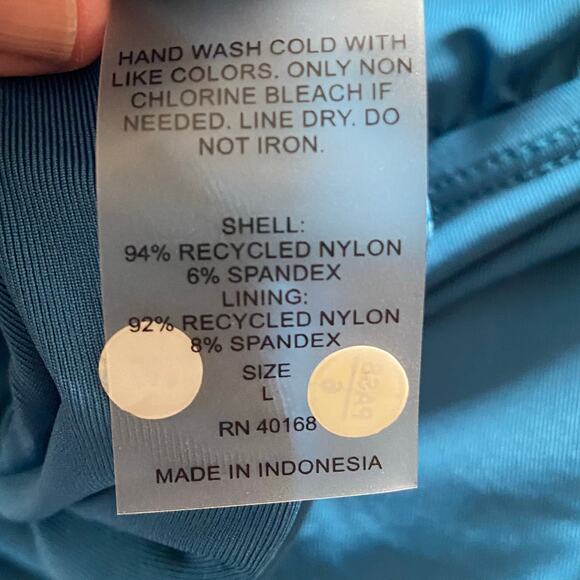 HAND WASH COLD WITH
LIKE COLORS. ONLY NON
CHLORINE BLEACH IF
NEEDED. LINE DRY. DO
NOT IRON.
SHELL:
94% RECYCLED NYLON
6% SPANDEX
LINING:
92% RECYCLED NYLON
8% SPANDEX
SIZE
L
RN 40168
MADE IN INDONESIA